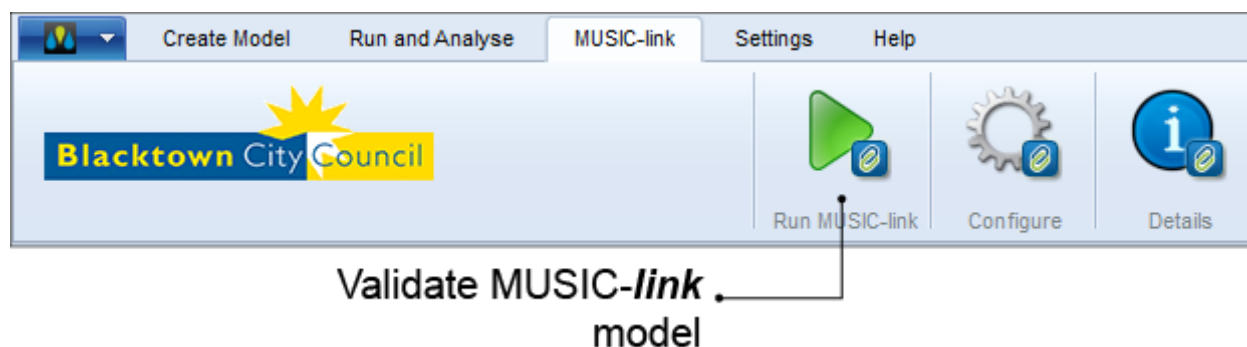 Create Model Run and Analyse MUSIC-link Settings Help
Blacktown City Council
Run MUSIC-link Configure Details
Validate MUSIC-link
model